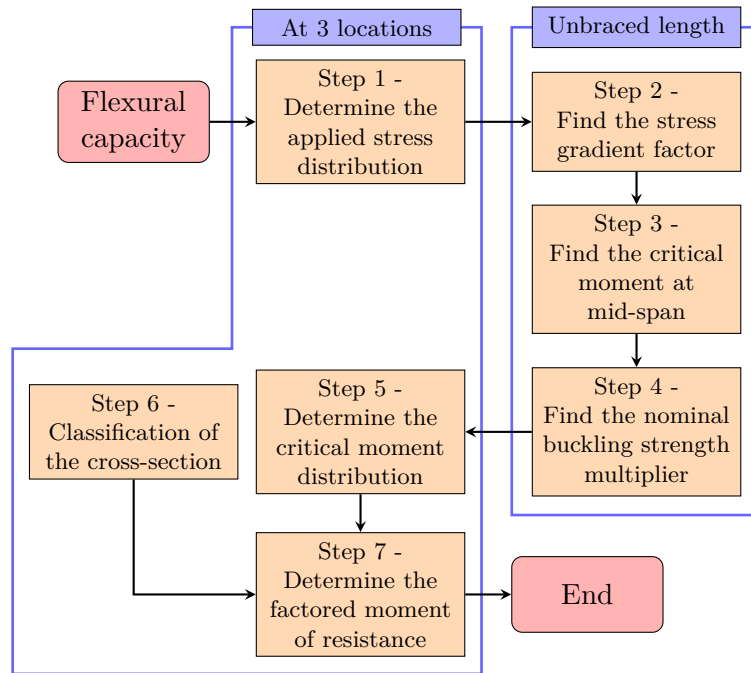 At 3 locations
Unbraced length
Flexural
capacity
Step 1 -
Determine the
applied stress
distribution
Step 2 -
Find the stress
gradient factor
Step 3 -
Find the critical
moment at
mid-span
Step 4 -
Find the nominal
buckling strength
multiplier
Step 5 -
Determine the
critical moment
distribution
Step 6 -
Classification of
the cross-section
Step 7 -
Determine the
factored moment
of resistance
End